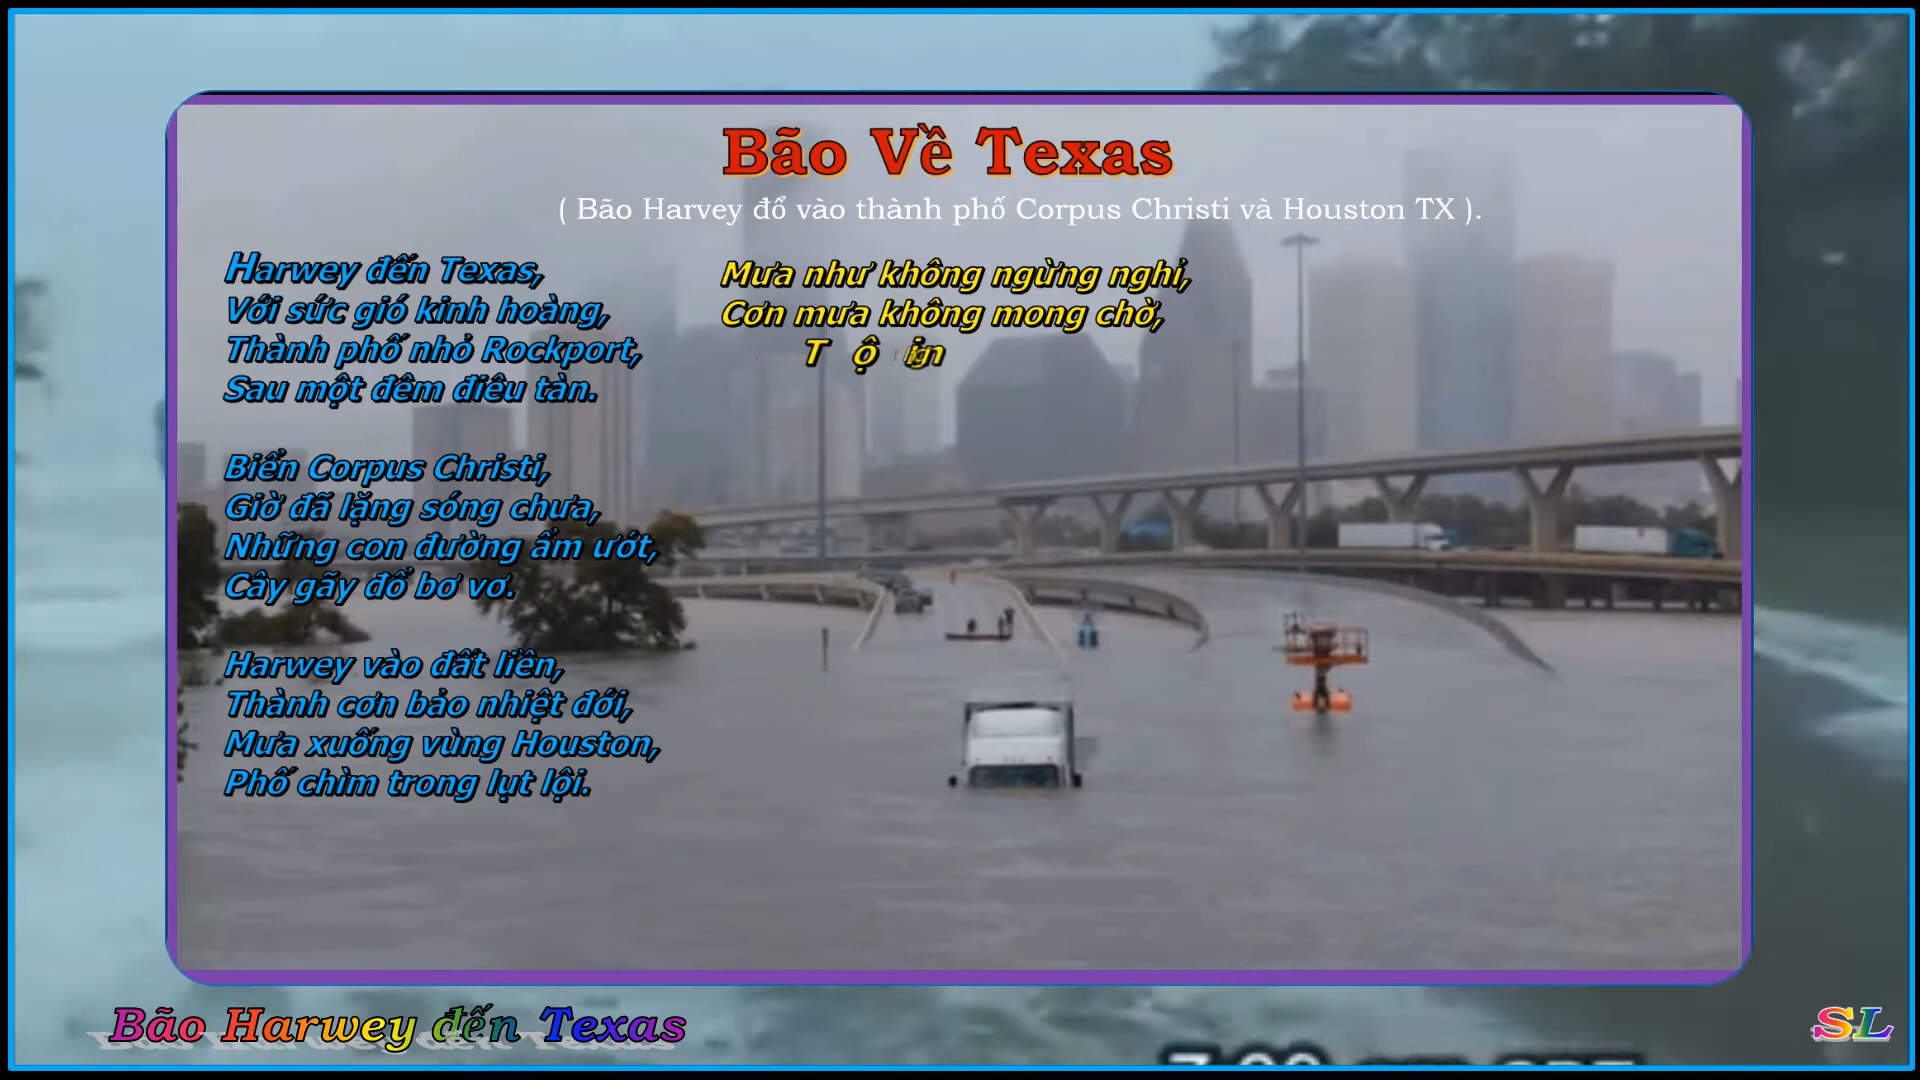 Bão Về Texas
( Bão Harvey đổ vào thành phố Corpus Christi và Houston TX ).
Harwey đến Texas,
Với sức gió kinh hoàng,
Thành phố nhỏ Rockport,
Sau một đêm điêu tàn.
Biển Corpus Christi,
Giờ đã lặng sóng chưa,
Những con đường ẩm ướt,
Cây gãy đổ bơ vơ.
Harwey vào đất liền,
Thành cơn bảo nhiệt đới,
Mưa xuống vùng Houston,
Phố chìm trong lụt lội.
Mưa như không ngừng nghỉ,
Cơn mưa không mong chờ,
Bão Harwey đến Texas
SL